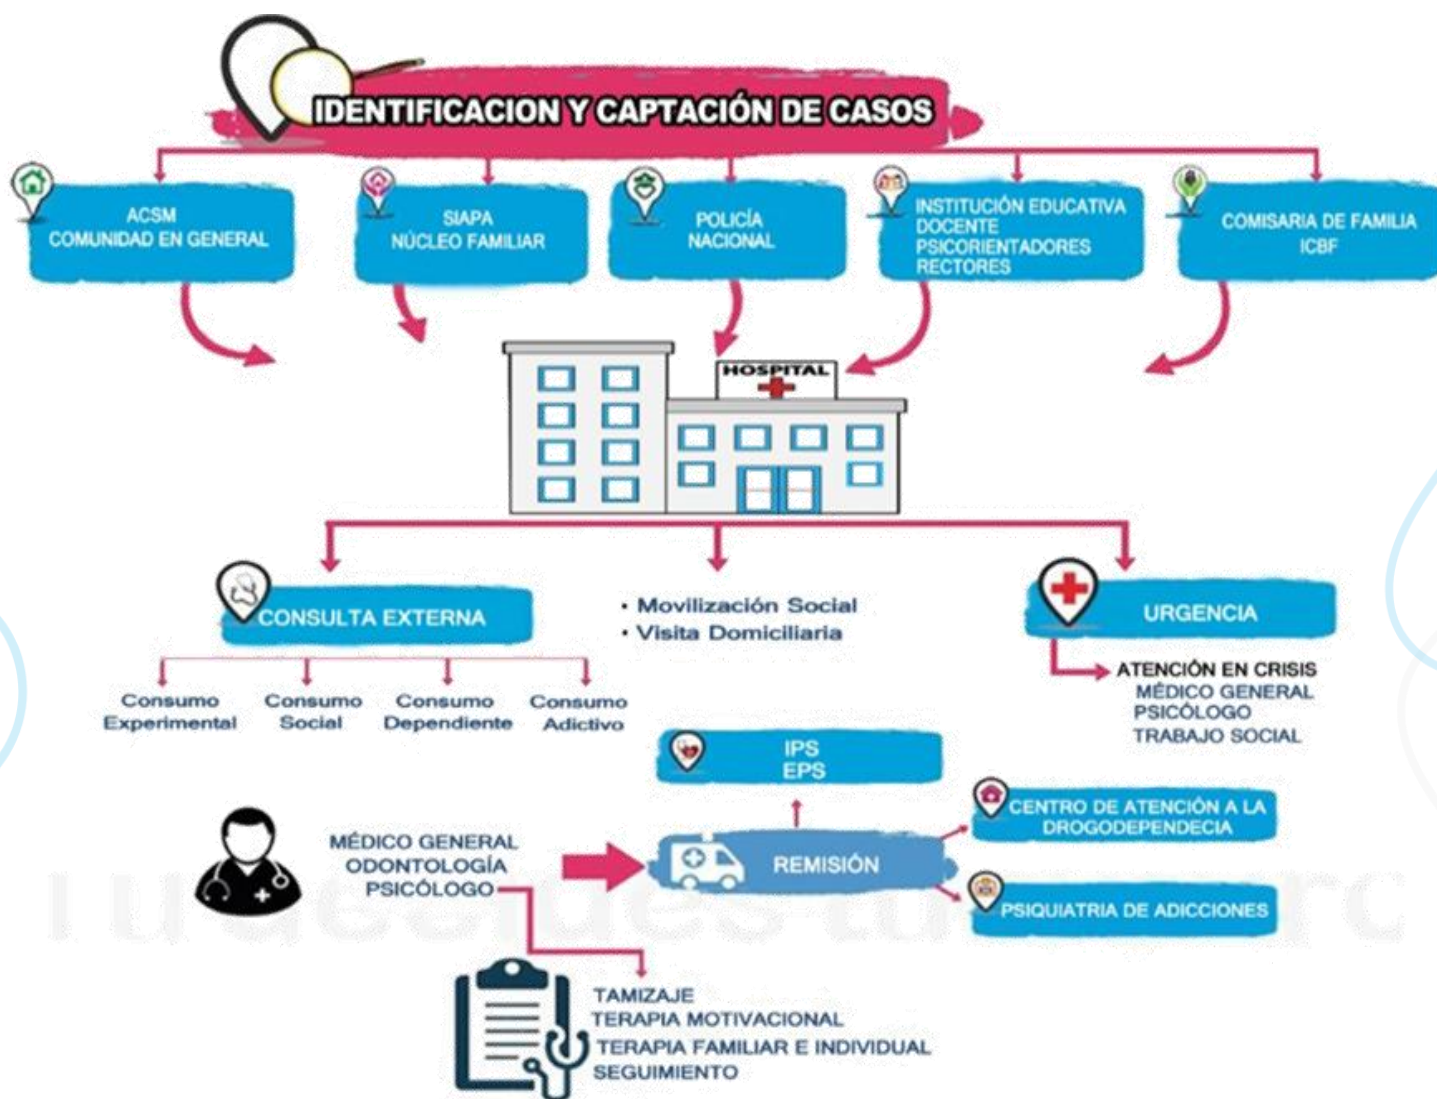 IDENTIFICACION Y CAPTACIÓN DE CASOS
ACSM
COMUNIDAD EN GENERAL
SIAPA
NÚCLEO FAMILIAR
POLICÍA
NACIONAL
INSTITUCIÓN EDUCATIVA
DOCENTE
PSICORIENTADORES
RECTORES
COMISARIA DE FAMILIA
ICBF
HOSPITAL
CONSULTA EXTERNA
· Movilización Social
· Visita Domiciliaria
URGENCIA
Consumo
Experimental
Consumo
Social
Consumo
Dependiente
Consumo
Adictivo
ATENCIÓN EN CRISIS
MÉDICO GENERAL
PSICÓLOGO
TRABAJO SOCIAL
IPS
EPS
CENTRO DE ATENCIÓN A LA
DROGODEPENDECIA
MÉDICO GENERAL
ODONTOLOGÍA
PSICÓLOGO
REMISIÓN
PSIQUIATRIA DE ADICCIONES
TAMIZAJE
TERAPIA MOTIVACIONAL
TERAPIA FAMILIAR E INDIVIDUAL
SEGUIMIENTO